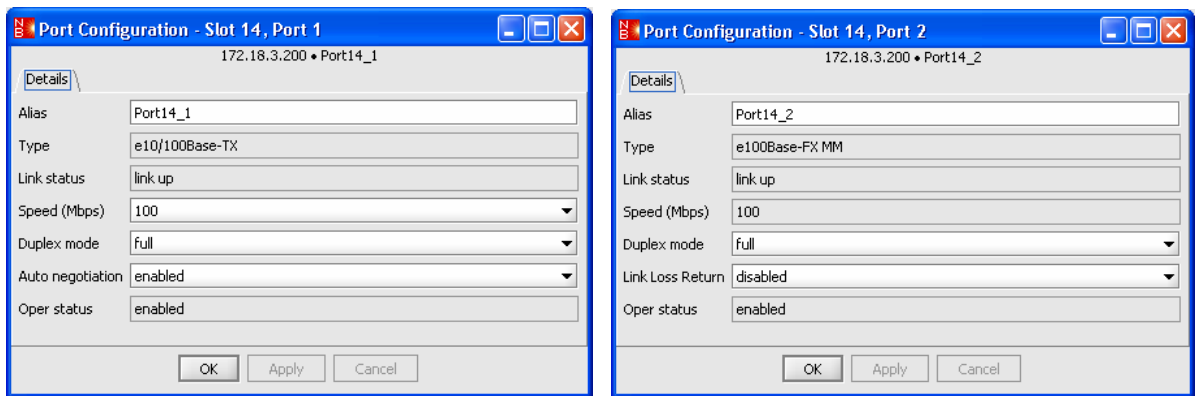 Port Configuration - Slot 14, Port 1
172.18.3.200 • Port14_1
Details
Alias Port14_1
Type e10/100Base-TX
Link status link up
Speed (Mbps) 100
Duplex mode full
Auto negotiation enabled
Oper status enabled
OK Apply Cancel
Port Configuration - Slot 14, Port 2
172.18.3.200 • Port14_2
Details
Alias Port14_2
Type e100Base-FX MM
Link status link up
Speed (Mbps) 100
Duplex mode full
Link Loss Return disabled
Oper status enabled
OK Apply Cancel